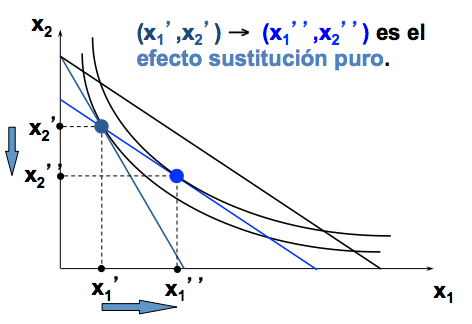 x₂
(x₁’,x₂’) → (x₁’’,x₂’’) es el
efecto sustitución puro.
x₂’
x₂’’
x₁’
x₁’’
x₁